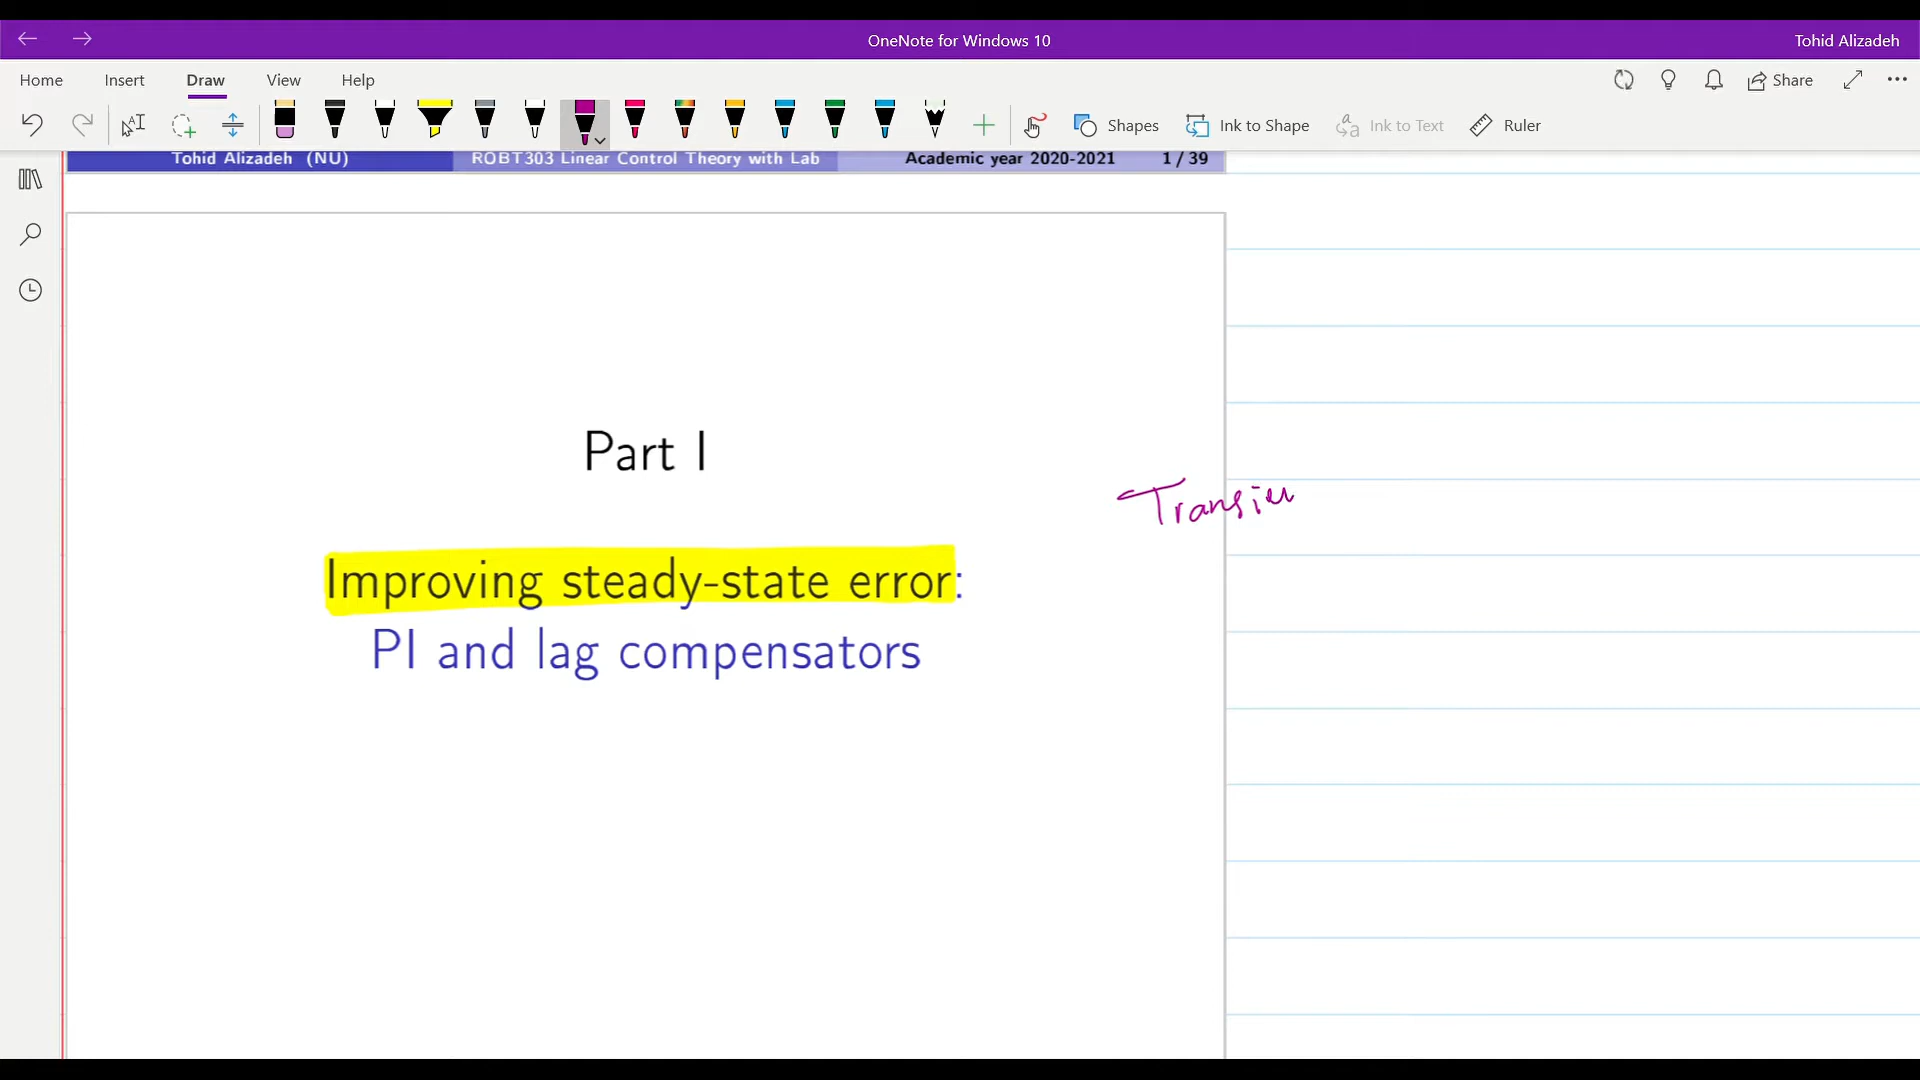 OneNote for Windows 10
Tohid Alizadeh
Home Insert Draw View Help
Share
Shapes Ink to Shape Ink to Text Ruler
Tohid Alizadeh (NU) ROBT303 Linear Control Theory with Lab Academic year 2020-2021 1 / 39
Part I
Transien
Improving steady-state error:
PI and lag compensators